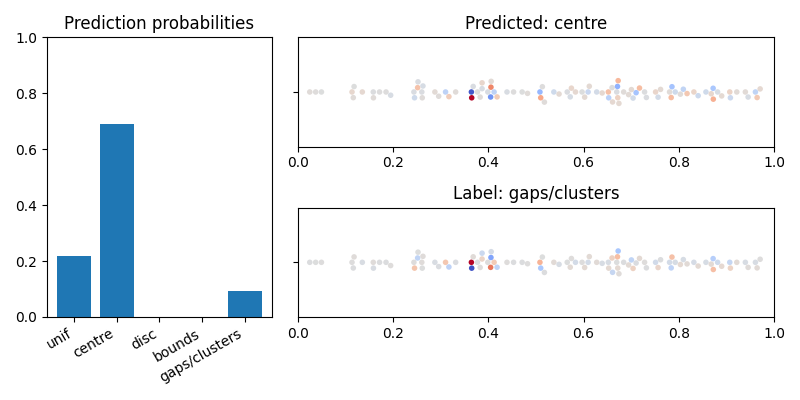 Prediction probabilities
1.0
0.8
0.6
0.4
0.2
0.0
unif
centre
disc
bounds
gaps/clusters
Predicted: centre
0.0 0.2 0.4 0.6 0.8 1.0
Label: gaps/clusters
0.0 0.2 0.4 0.6 0.8 1.0